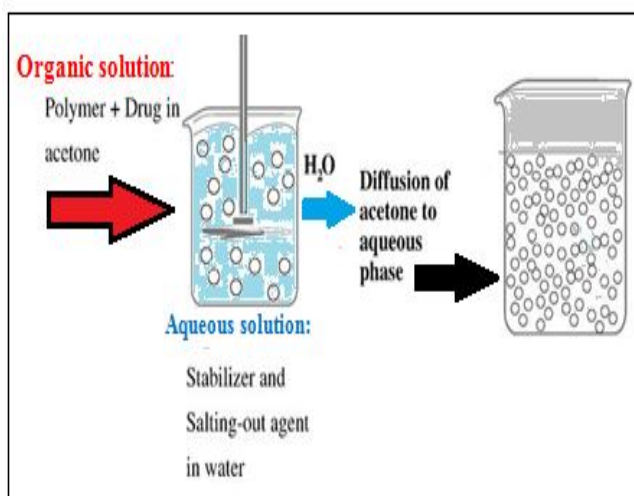 Organic solution:
Polymer + Drug in
acetone
H₂O
Diffusion of
acetone to
aqueous
phase
Aqueous solution:
Stabilizer and
Salting-out agent
in water